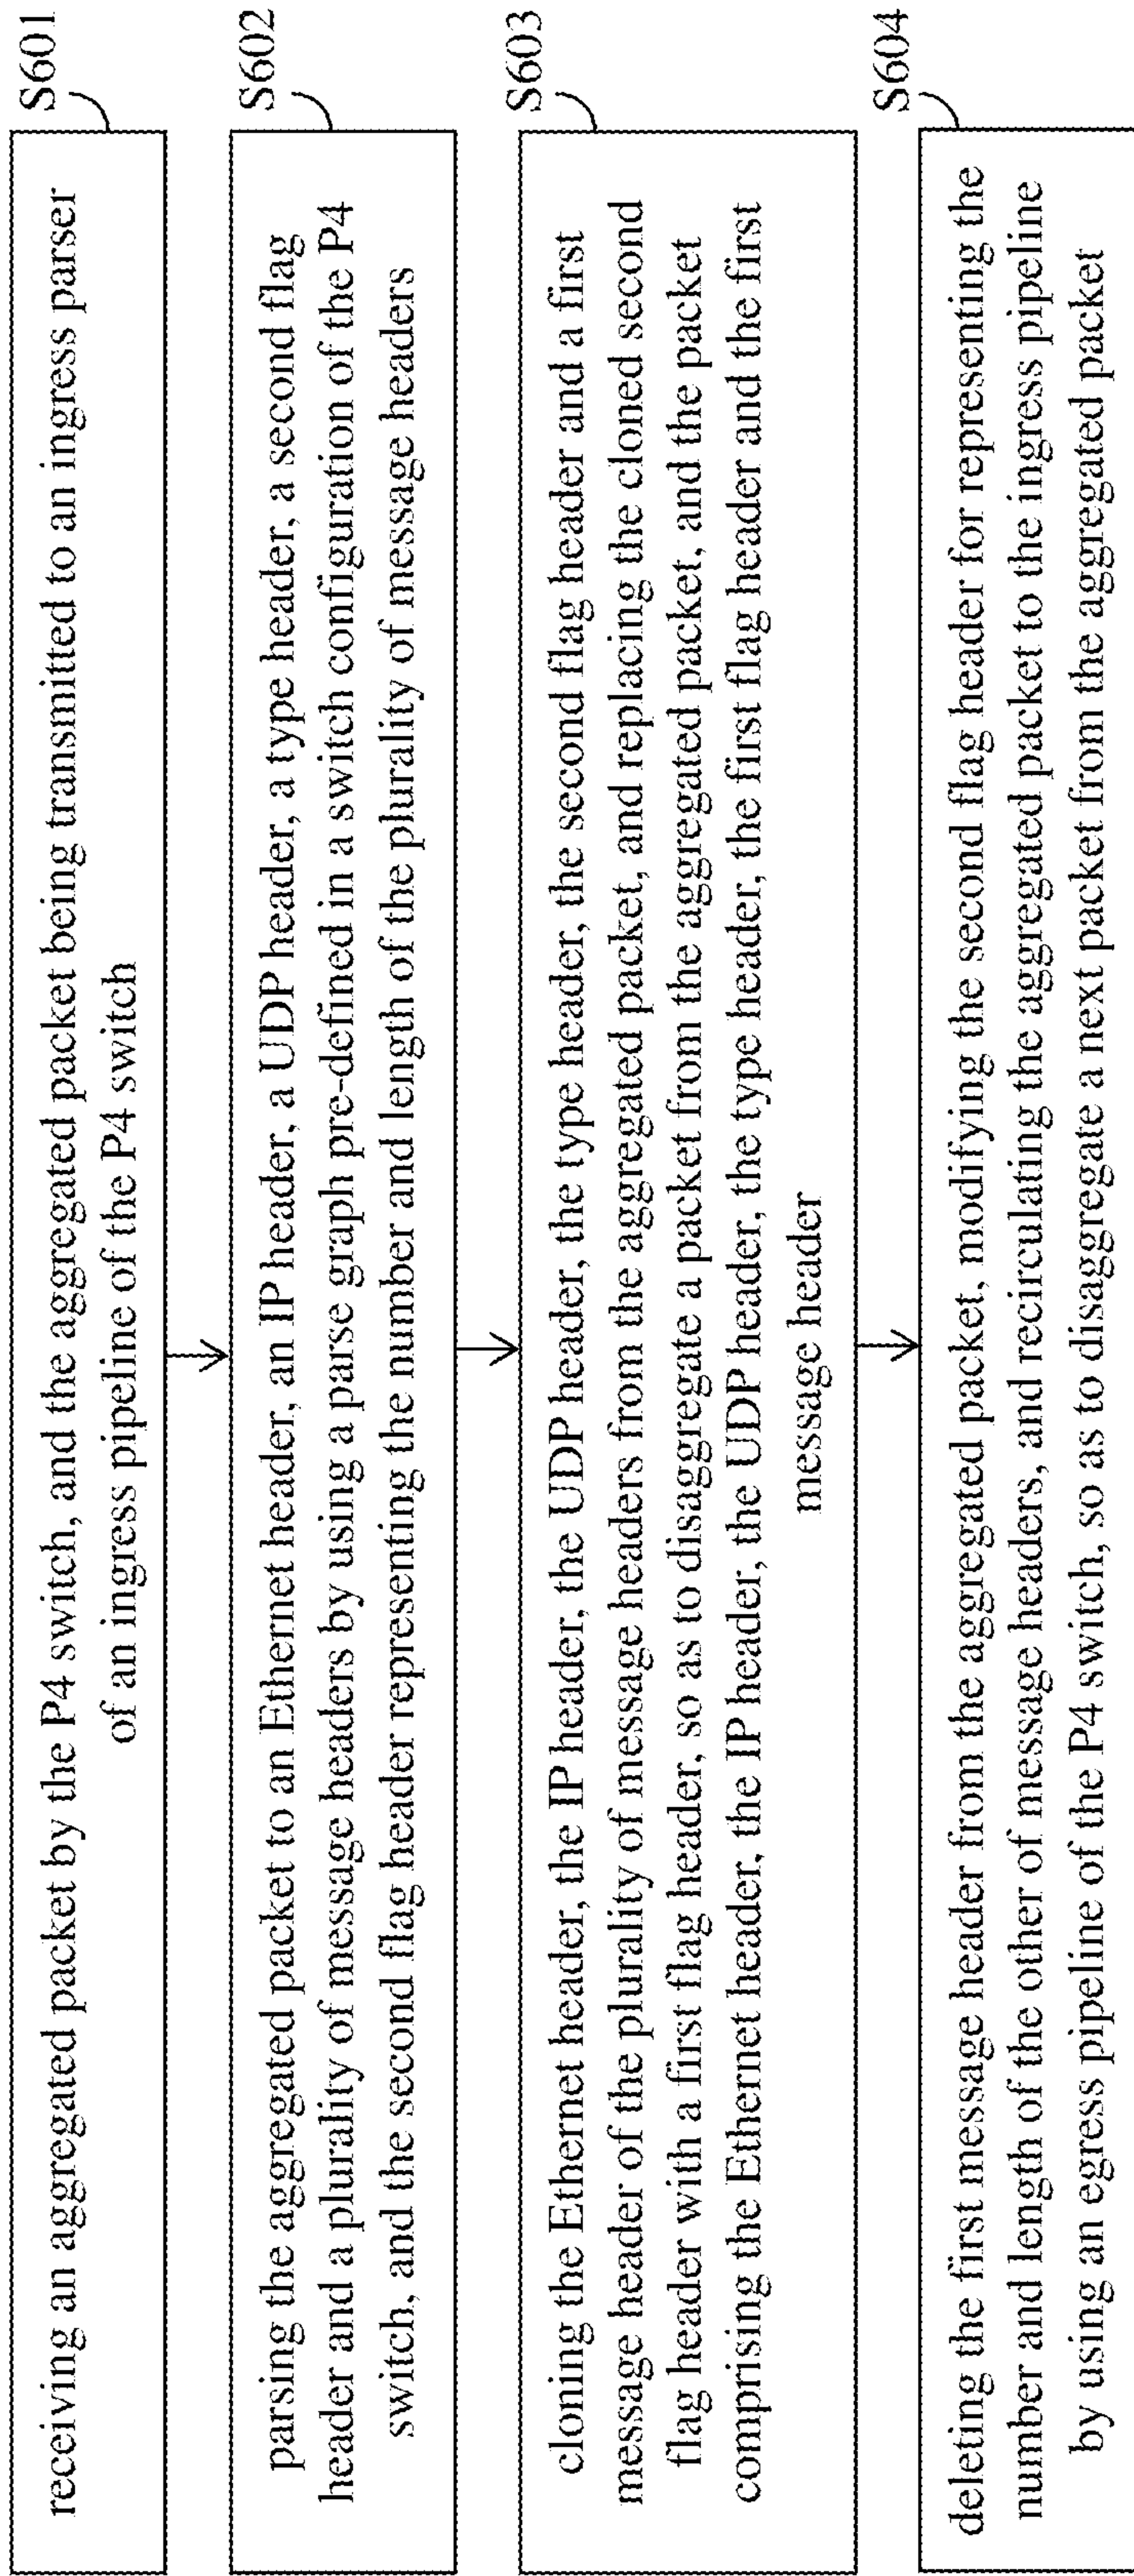 S601
receiving an aggregated packet by the P4 switch, and the aggregated packet being transmitted to an ingress parser
of an ingress pipeline of the P4 switch
S602
parsing the aggregated packet to an Ethernet header, an IP header, a UDP header, a type header, a second flag
header and a plurality of message headers by using a parse graph pre-defined in a switch configuration of the P4
switch, and the second flag header representing the number and length of the plurality of message headers
S603
cloning the Ethernet header, the IP header, the UDP header, the type header, the second flag header and a first
message header of the plurality of message headers from the aggregated packet, and replacing the cloned second
flag header with a first flag header, so as to disaggregate a packet from the aggregated packet, and the packet
comprising the Ethernet header, the IP header, the UDP header, the type header, the first flag header and the first
message header
S604
deleting the first message header from the aggregated packet, modifying the second flag header for representing the
number and length of the other of message headers, and recirculating the aggregated packet to the ingress pipeline
by using an egress pipeline of the P4 switch, so as to disaggregate a next packet from the aggregated packet